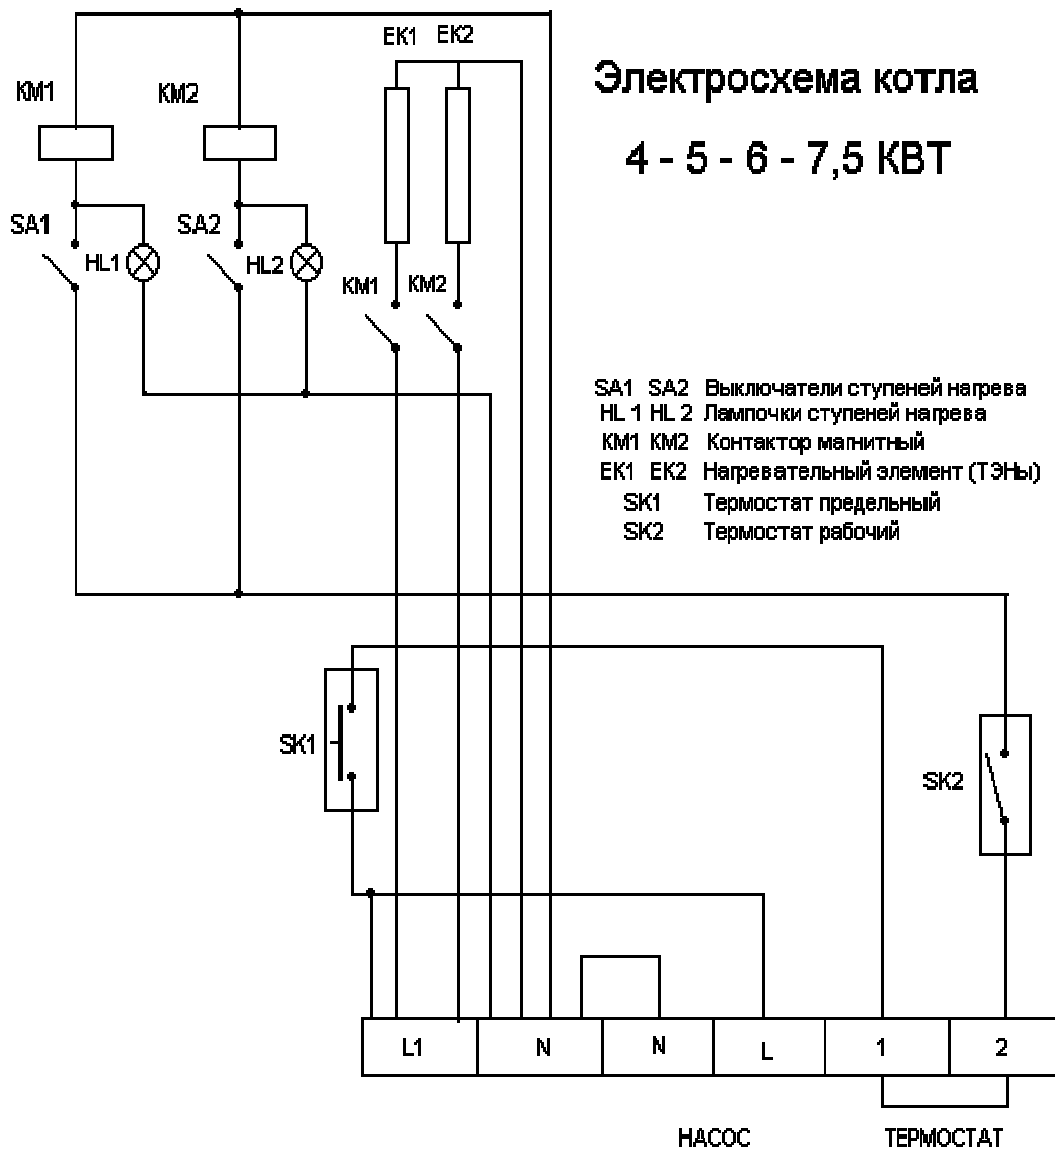 Электросхема котла
4 - 5 - 6 - 7,5 КВТ
EK1 EK2
KM1
KM2
SA1
HL1
SA2
HL2
KM1
KM2
SA1 SA2 Выключатели ступеней нагрева
HL 1 HL 2 Лампочки ступеней нагрева
KM1 KM2 Контактор магнитный
EK1 EK2 Нагревательный элемент (ТЭНы)
SK1 Термостат предельный
SK2 Термостат рабочий
SK1
SK2
L1 N N L 1 2
НАСОС ТЕРМОСТАТ